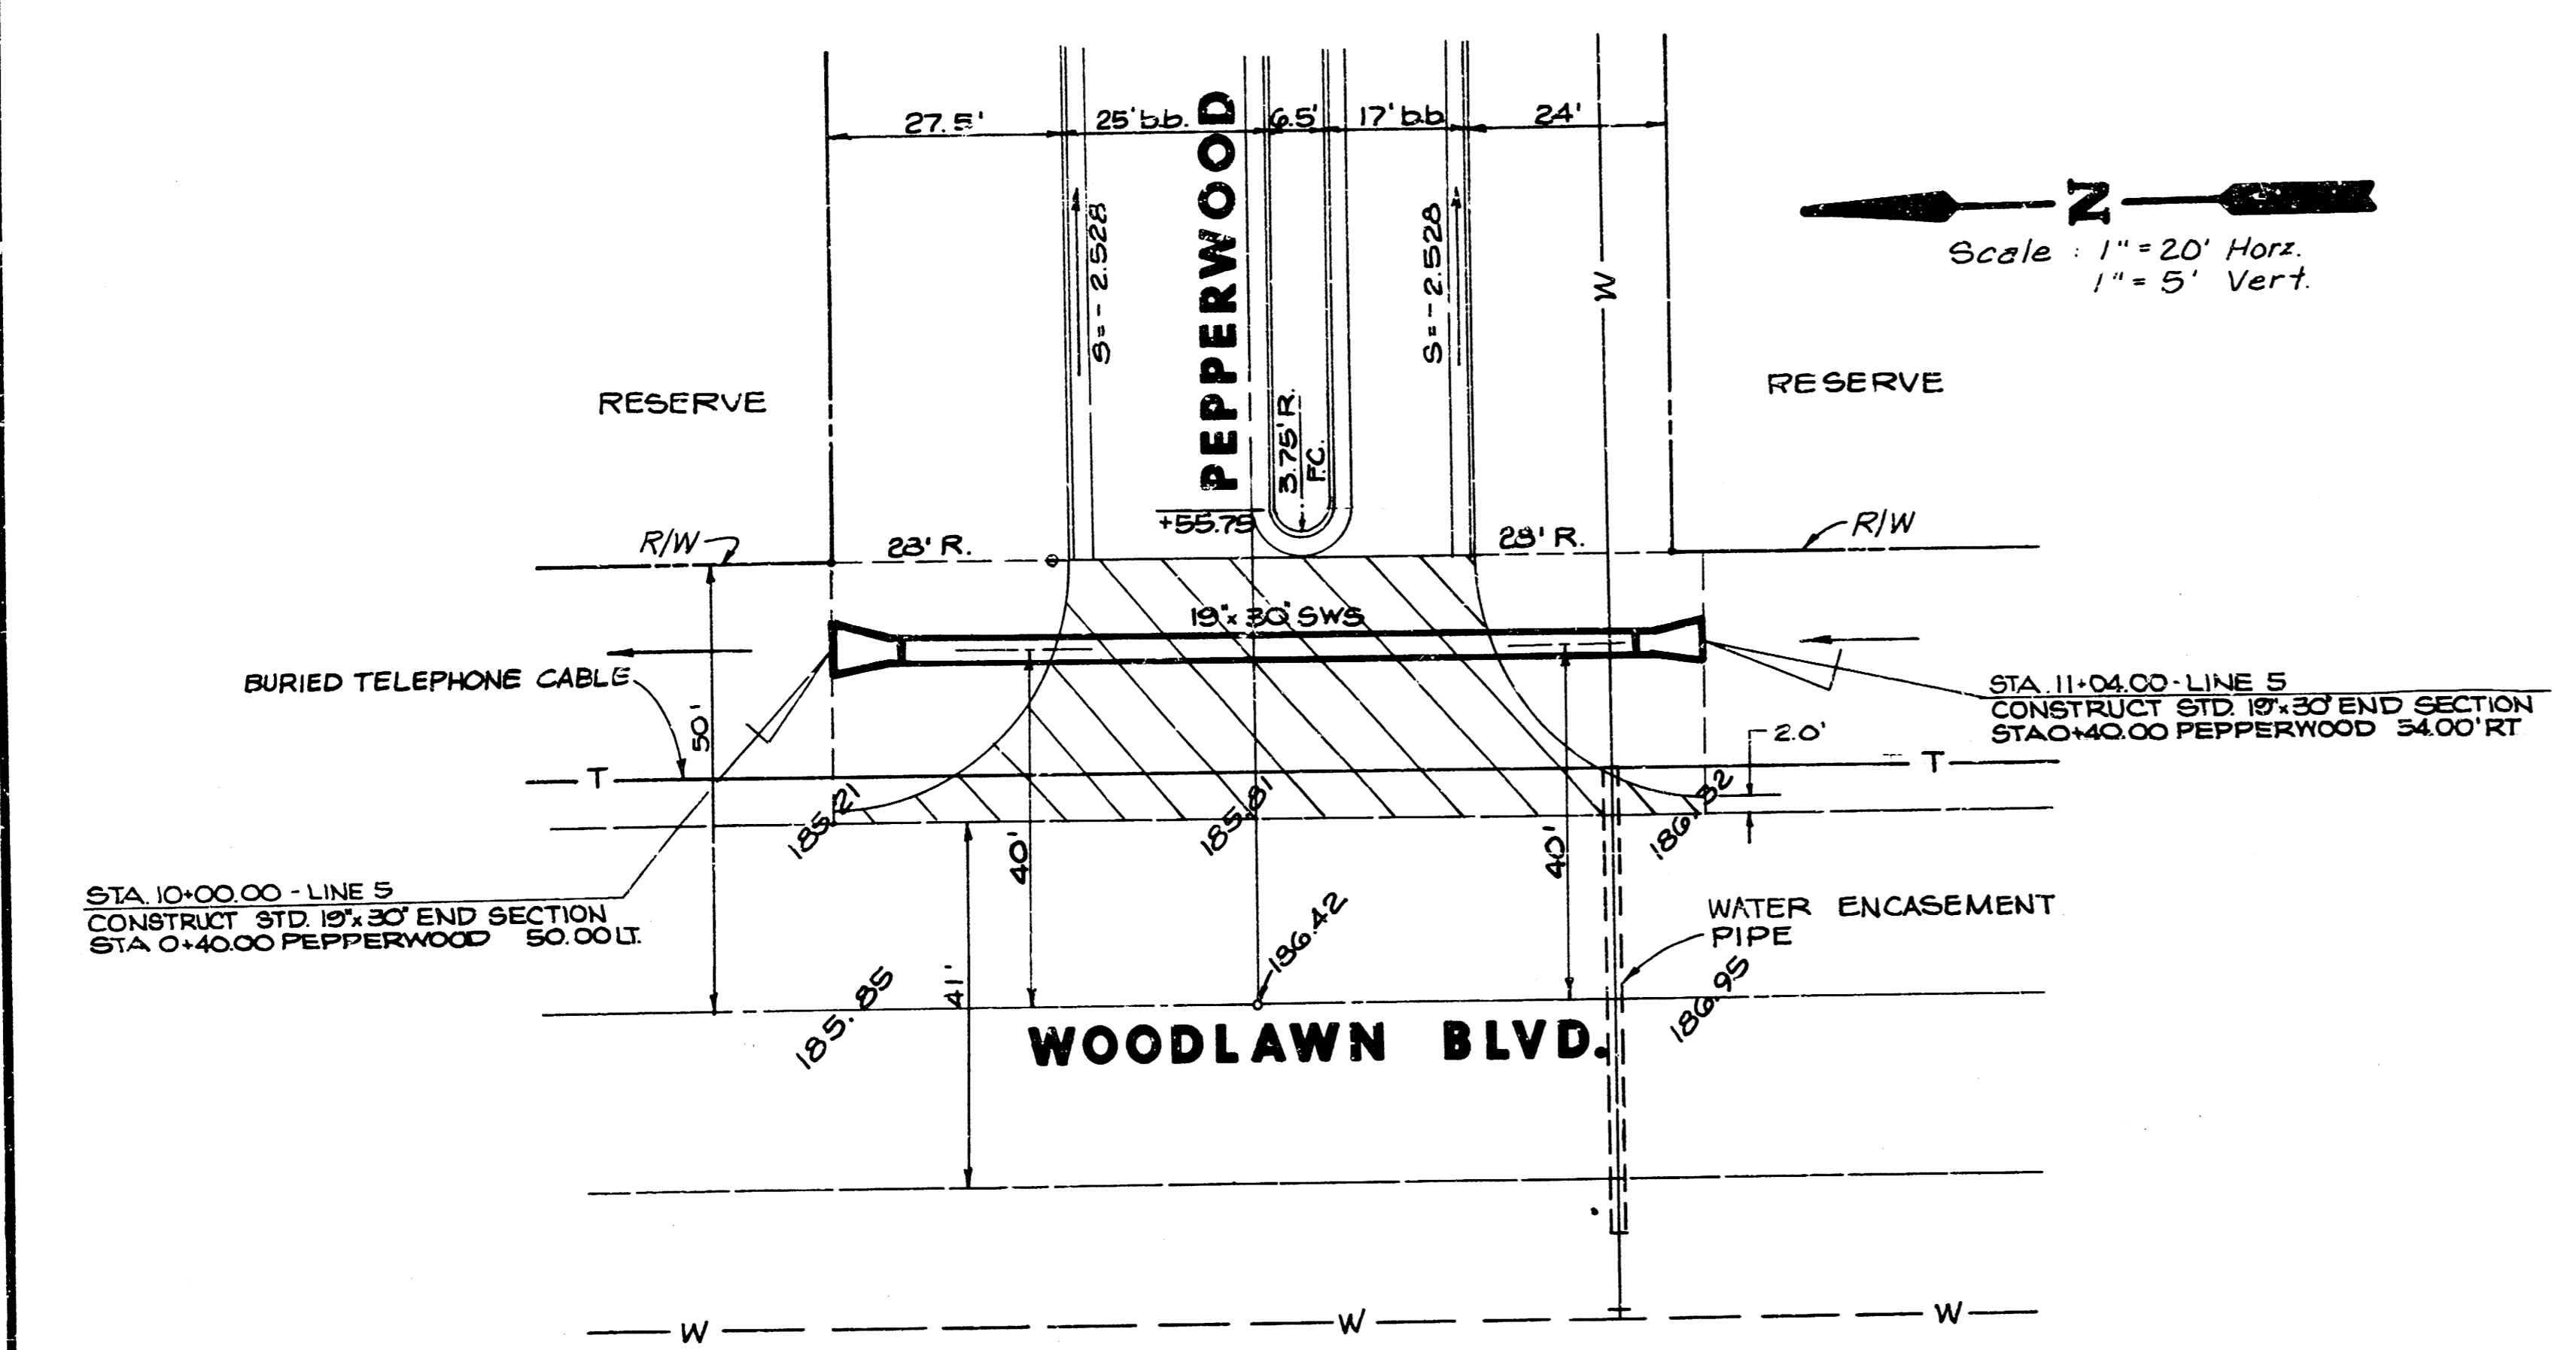 27.5'
25' b.b.
6.5'
17' b.b.
24'
PEPPERWOOD
S=-2.528
S=-2.528
W
N
Scale : 1" = 20' Horz.
1" = 5' Vert.
RESERVE
RESERVE
3.75' R.
F.C.
+55.75
R/W
28' R.
28' R.
R/W
19"x 30" SWS
BURIED TELEPHONE CABLE
50'
STA. 11+04.00 - LINE 5
CONSTRUCT STD. 19"x30" END SECTION
STA 0+40.00 PEPPERWOOD 54.00' RT
2.0'
T
T
185.21
185.81
186.32
40'
40'
STA. 10+00.00 - LINE 5
CONSTRUCT STD. 19"x 30" END SECTION
STA 0+40.00 PEPPERWOOD 50.00 LT.
41'
186.42
WATER ENCASEMENT
PIPE
185.85
186.95
WOODLAWN BLVD.
W
W
W